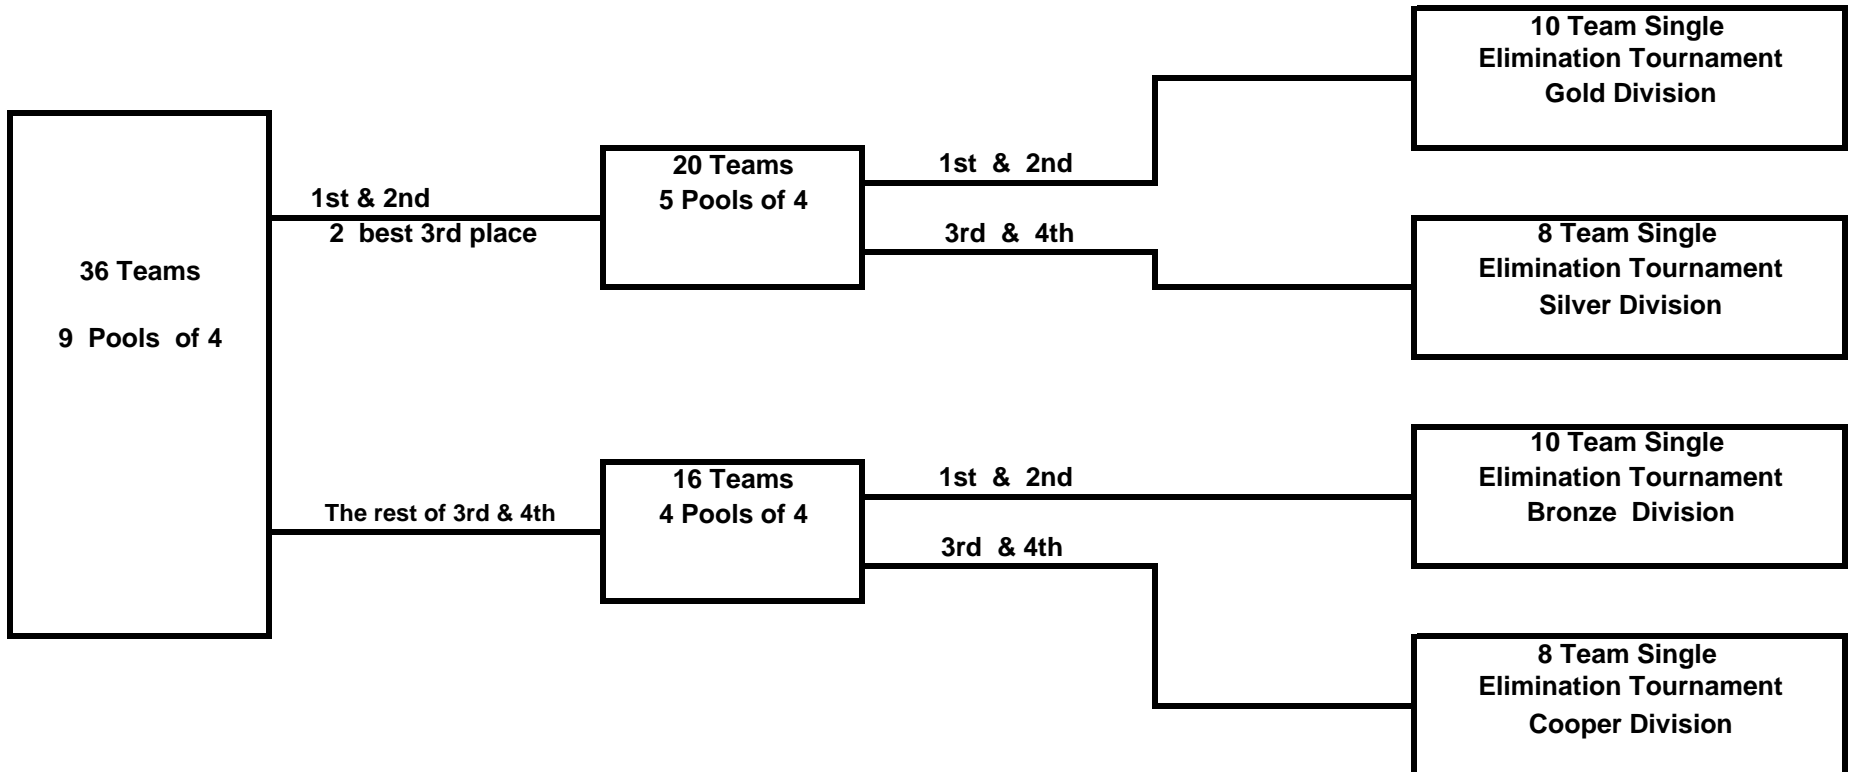 36 Teams
9 Pools of 4
1st & 2nd
2 best 3rd place
The rest of 3rd & 4th
20 Teams
5 Pools of 4
16 Teams
4 Pools of 4
1st & 2nd
3rd & 4th
1st & 2nd
3rd & 4th
10 Team Single
Elimination Tournament
Gold Division
8 Team Single
Elimination Tournament
Silver Division
10 Team Single
Elimination Tournament
Bronze Division
8 Team Single
Elimination Tournament
Cooper Division